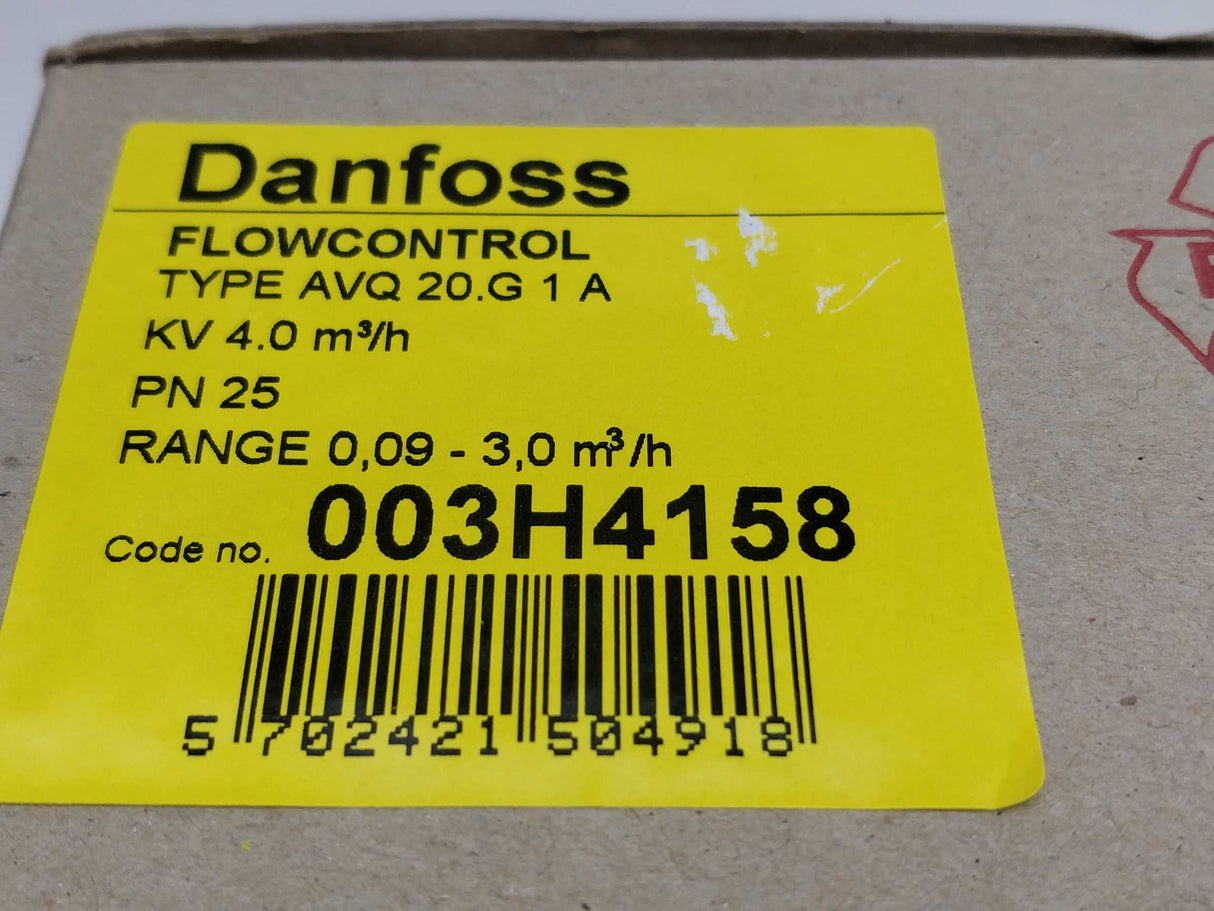 Danfoss
FLOWCONTROL
TYPE AVQ 20.G 1 A
KV 4.0 m³/h
PN 25
RANGE 0,09 - 3,0 m³/h
Code no. 003H4158
5 702421 504918